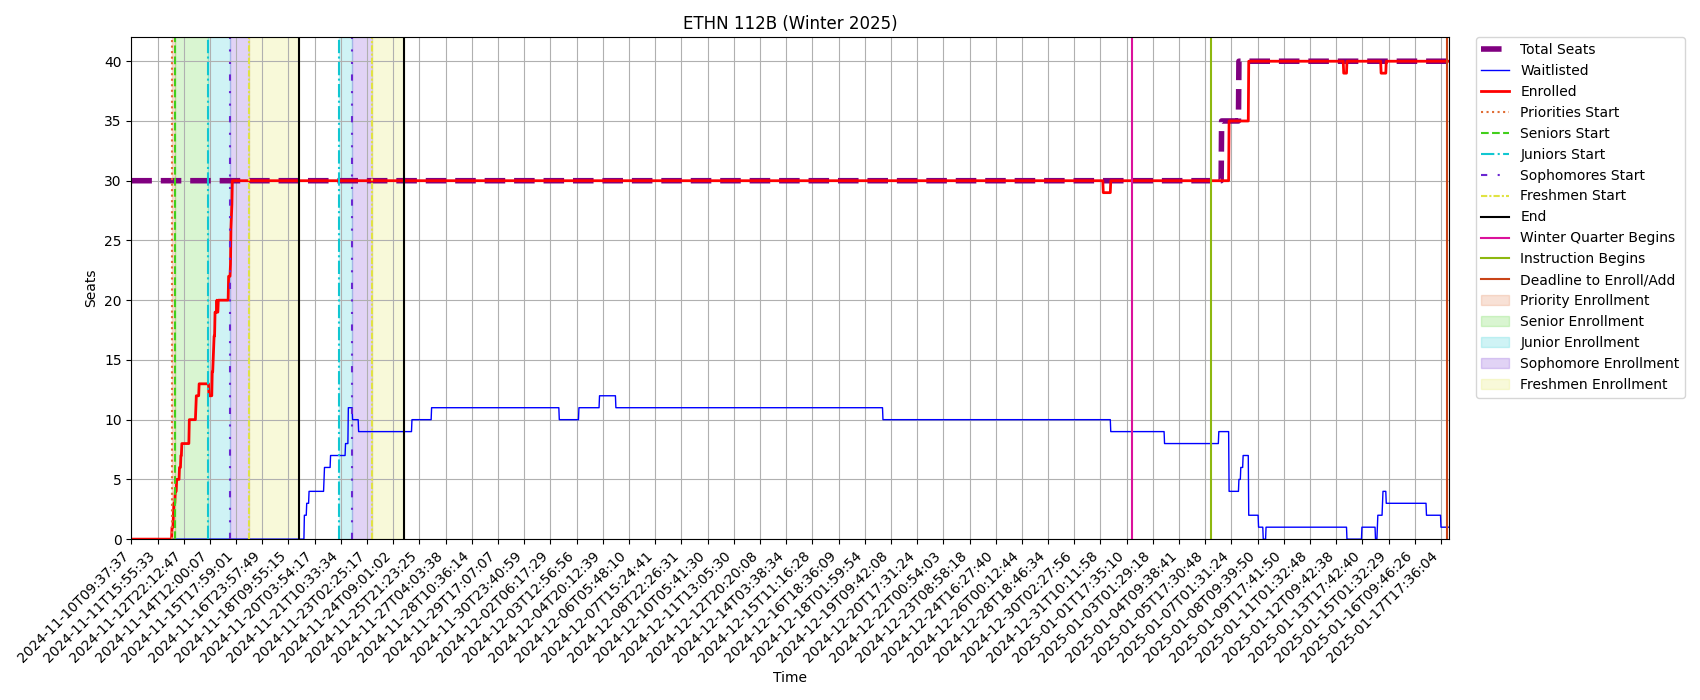 ETHN 112B (Winter 2025)
Seats
40
35
30
25
20
15
10
5
0
2024-11-10T09:37:37
2024-11-11T15:55:33
2024-11-12T22:12:47
2024-11-14T12:00:07
2024-11-15T17:59:01
2024-11-16T23:57:49
2024-11-18T09:55:15
2024-11-20T03:54:17
2024-11-21T10:33:34
2024-11-23T02:25:17
2024-11-24T09:01:02
2024-11-25T21:23:25
2024-11-27T04:03:38
2024-11-28T10:36:14
2024-11-29T17:07:07
2024-11-30T23:40:59
2024-12-02T06:17:29
2024-12-03T12:56:56
2024-12-04T20:12:39
2024-12-06T05:48:10
2024-12-07T15:24:41
2024-12-08T22:26:31
2024-12-10T05:41:30
2024-12-11T13:05:30
2024-12-12T20:20:08
2024-12-14T03:38:34
2024-12-15T11:16:28
2024-12-16T18:36:09
2024-12-18T01:59:54
2024-12-19T09:42:08
2024-12-20T17:31:24
2024-12-22T00:54:03
2024-12-23T08:58:18
2024-12-24T16:27:40
2024-12-26T00:12:44
2024-12-28T18:46:34
2024-12-30T02:27:56
2024-12-31T10:11:58
2025-01-01T17:35:10
2025-01-03T01:29:18
2025-01-04T09:38:41
2025-01-05T17:30:48
2025-01-07T01:31:24
2025-01-08T09:39:50
2025-01-09T17:41:50
2025-01-11T01:32:48
2025-01-12T09:42:38
2025-01-13T17:42:40
2025-01-15T01:32:29
2025-01-16T09:46:26
2025-01-17T17:36:04
Time
Total Seats
Waitlisted
Enrolled
Priorities Start
Seniors Start
Juniors Start
Sophomores Start
Freshmen Start
End
Winter Quarter Begins
Instruction Begins
Deadline to Enroll/Add
Priority Enrollment
Senior Enrollment
Junior Enrollment
Sophomore Enrollment
Freshmen Enrollment